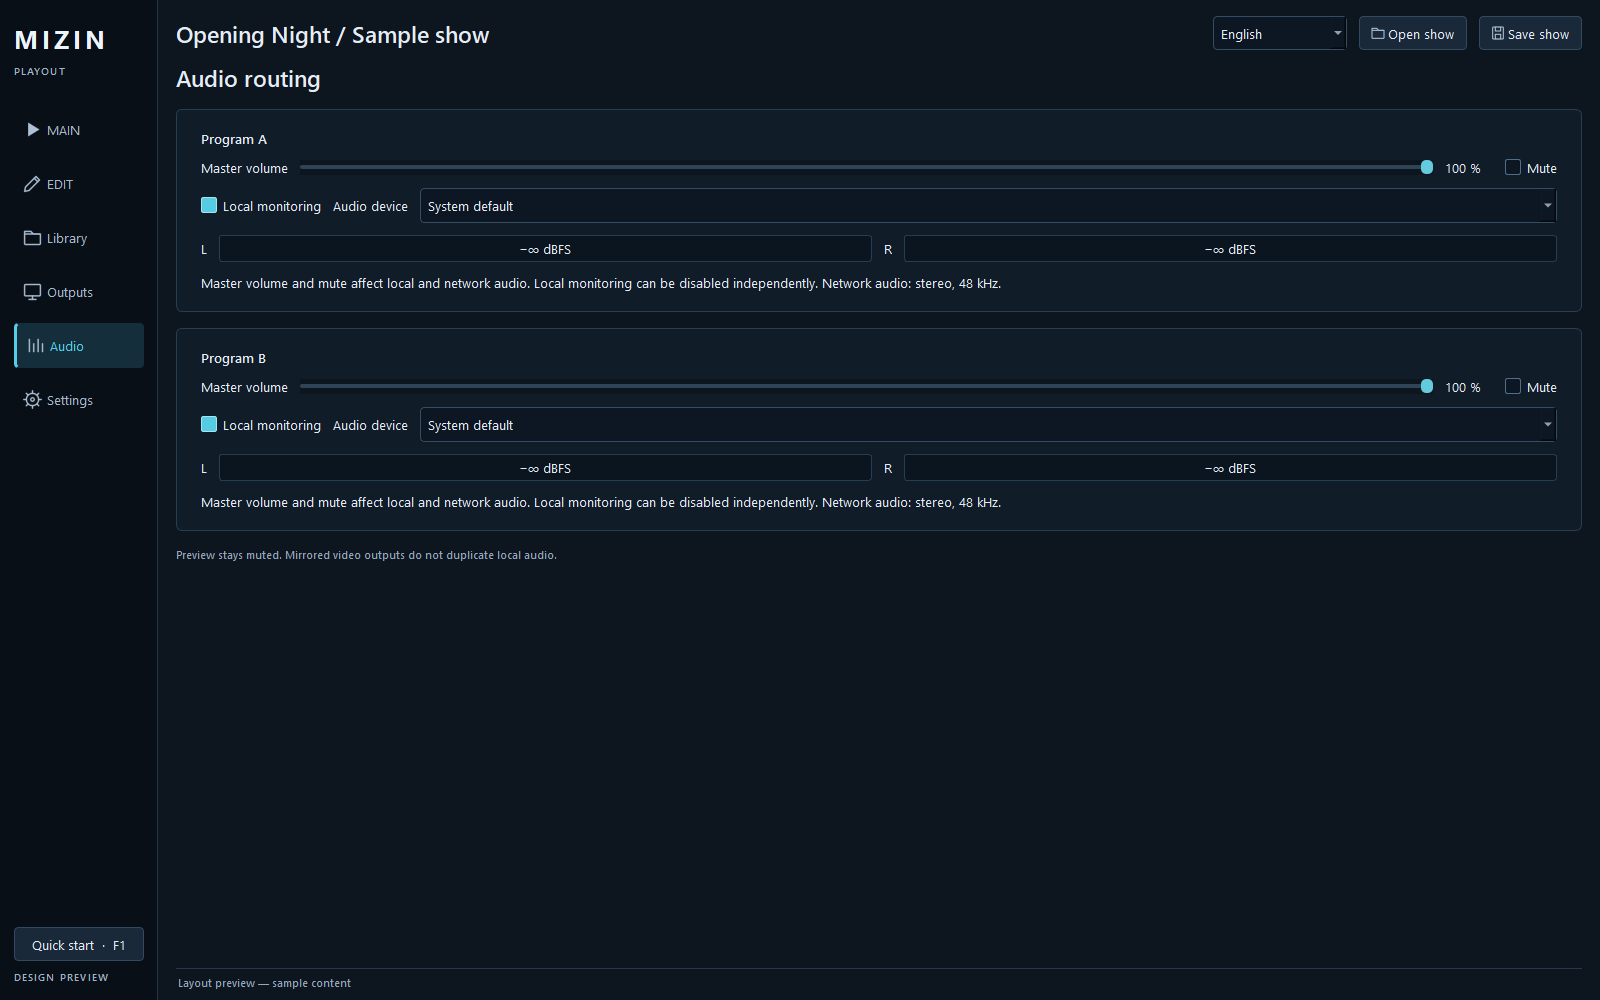 MIZIN
PLAYOUT
MAIN
EDIT
Library
Outputs
Audio
Settings
Quick start · F1
DESIGN PREVIEW
Opening Night / Sample show
English
Open show
Save show
Audio routing
Program A
Master volume 100 % Mute
Local monitoring Audio device System default
L −∞ dBFS R −∞ dBFS
Master volume and mute affect local and network audio. Local monitoring can be disabled independently. Network audio: stereo, 48 kHz.
Program B
Master volume 100 % Mute
Local monitoring Audio device System default
L −∞ dBFS R −∞ dBFS
Master volume and mute affect local and network audio. Local monitoring can be disabled independently. Network audio: stereo, 48 kHz.
Preview stays muted. Mirrored video outputs do not duplicate local audio.
Layout preview — sample content